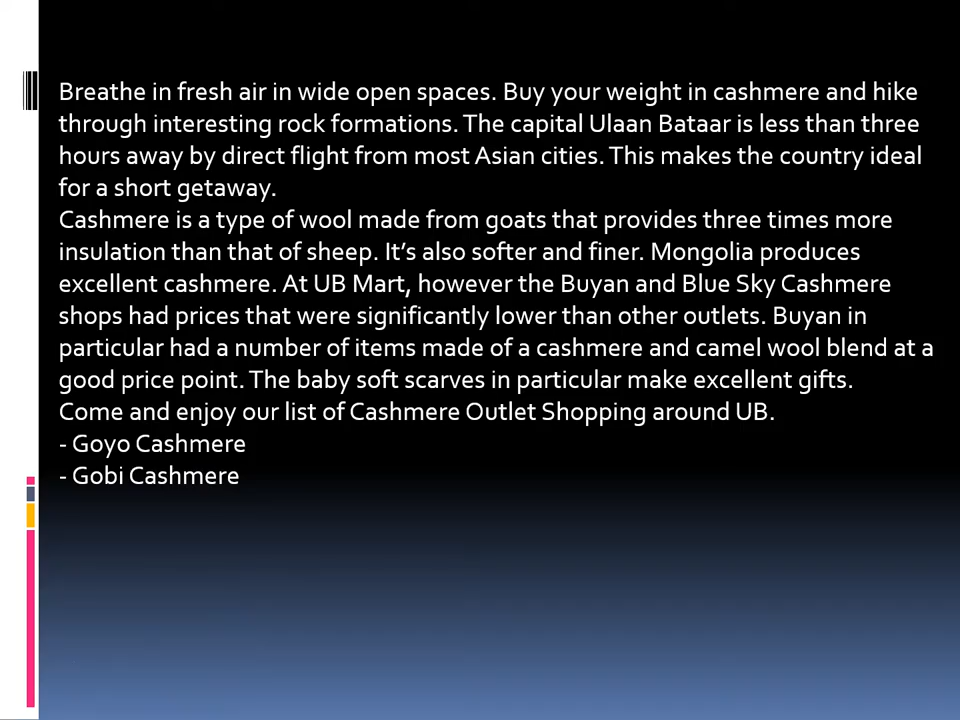 Breathe in fresh air in wide open spaces. Buy your weight in cashmere and hike
through interesting rock formations. The capital Ulaan Bataar is less than three
hours away by direct flight from most Asian cities. This makes the country ideal
for a short getaway.
Cashmere is a type of wool made from goats that provides three times more
insulation than that of sheep. It’s also softer and finer. Mongolia produces
excellent cashmere. At UB Mart, however the Buyan and Blue Sky Cashmere
shops had prices that were significantly lower than other outlets. Buyan in
particular had a number of items made of a cashmere and camel wool blend at a
good price point. The baby soft scarves in particular make excellent gifts.
Come and enjoy our list of Cashmere Outlet Shopping around UB.
- Goyo Cashmere
- Gobi Cashmere